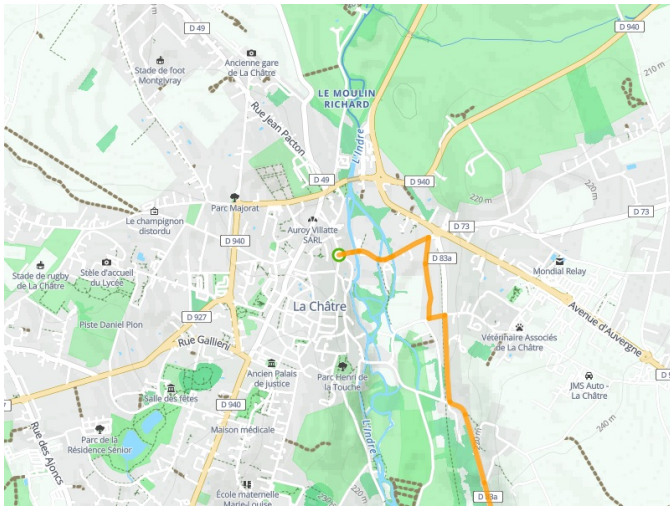 D 49
Ancienne gare
de La Châtre
D 940
Stade de foot
Montgivray
210 m
LE MOULIN
RICHARD
Rue Jean Pacton
L'Indre
D 49
D 940
220 m
220 m
Parc Majorat
Le champignon
distordu
Auroy Villatte
SARL
D 73
D 73
D 940
Stade de rugby
de La Châtre
Stèle d'accueil
du Lycée
D 83a
Mondial Relay
La Châtre
D 927
Piste Daniel Pion
Avenue d'Auvergne
Rue Gallieni
Vétérinaire Associés
de La Châtre
Ancien Palais
de justice
Parc Henri de
la Touche
JMS Auto -
La Châtre
Salle des fêtes
D 940
Rue des Ajoncs
Maison médicale
L'Indre
240 m
Parc de la
Résidence Sénior
École maternelle
Marie-Louise
220 m